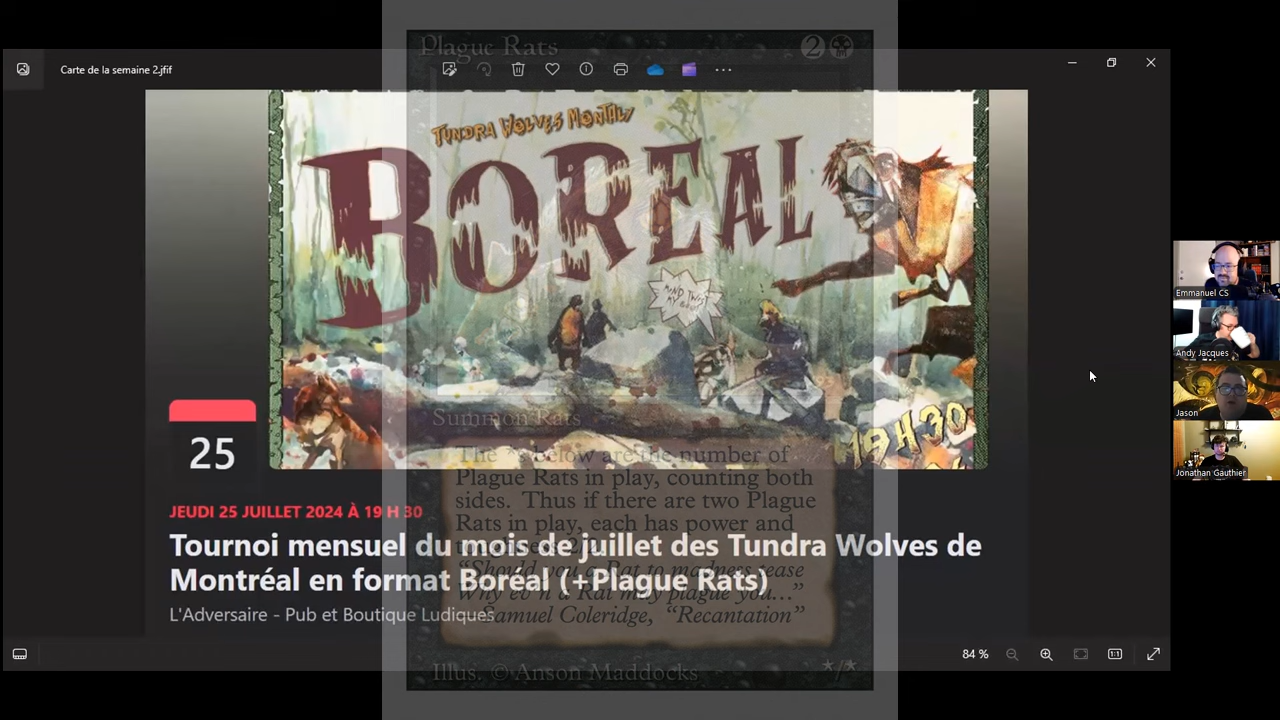 Plague Rats 2
Carte de la semaine 2.jfif
TUNDRA WOLVES MONTHLY
BOREAL
MIND TWIST
19H30
Summon Rats
The *s below are the number of
Plague Rats in play, counting both
sides. Thus if there are two Plague
Rats in play, each has power and
25
JEUDI 25 JUILLET 2024 À 19 H 30
Tournoi mensuel du mois de juillet des Tundra Wolves de
Montréal en format Boréal (+Plague Rats)
L'Adversaire - Pub et Boutique Ludiques
"Should you a Rat to madness tease
Why ev'n a Rat may plague you..."
Samuel Coleridge, "Recantation"
Illus. © Anson Maddocks
*/*
84 %
1:1
Emmanuel CS
Andy Jacques
Jason
Jonathan Gauthier